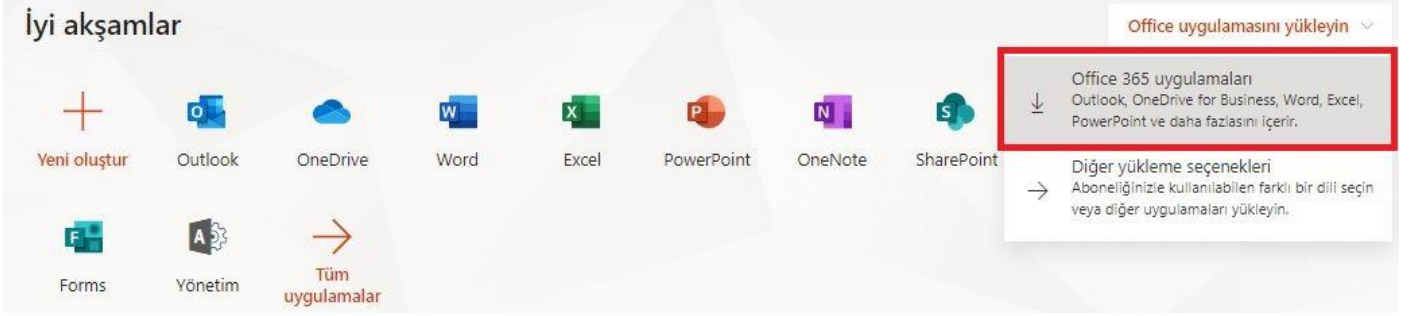 İyi akşamlar
Office uygulamasını yükleyin
Office 365 uygulamaları
Outlook, OneDrive for Business, Word, Excel,
PowerPoint ve daha fazlasını içerir.
Diğer yükleme seçenekleri
Aboneliğinizle kullanılabilen farklı bir dili seçin
veya diğer uygulamaları yükleyin.
Yeni oluştur
Outlook
OneDrive
Word
Excel
PowerPoint
OneNote
SharePoint
Forms
Yönetim
Tüm
uygulamalar